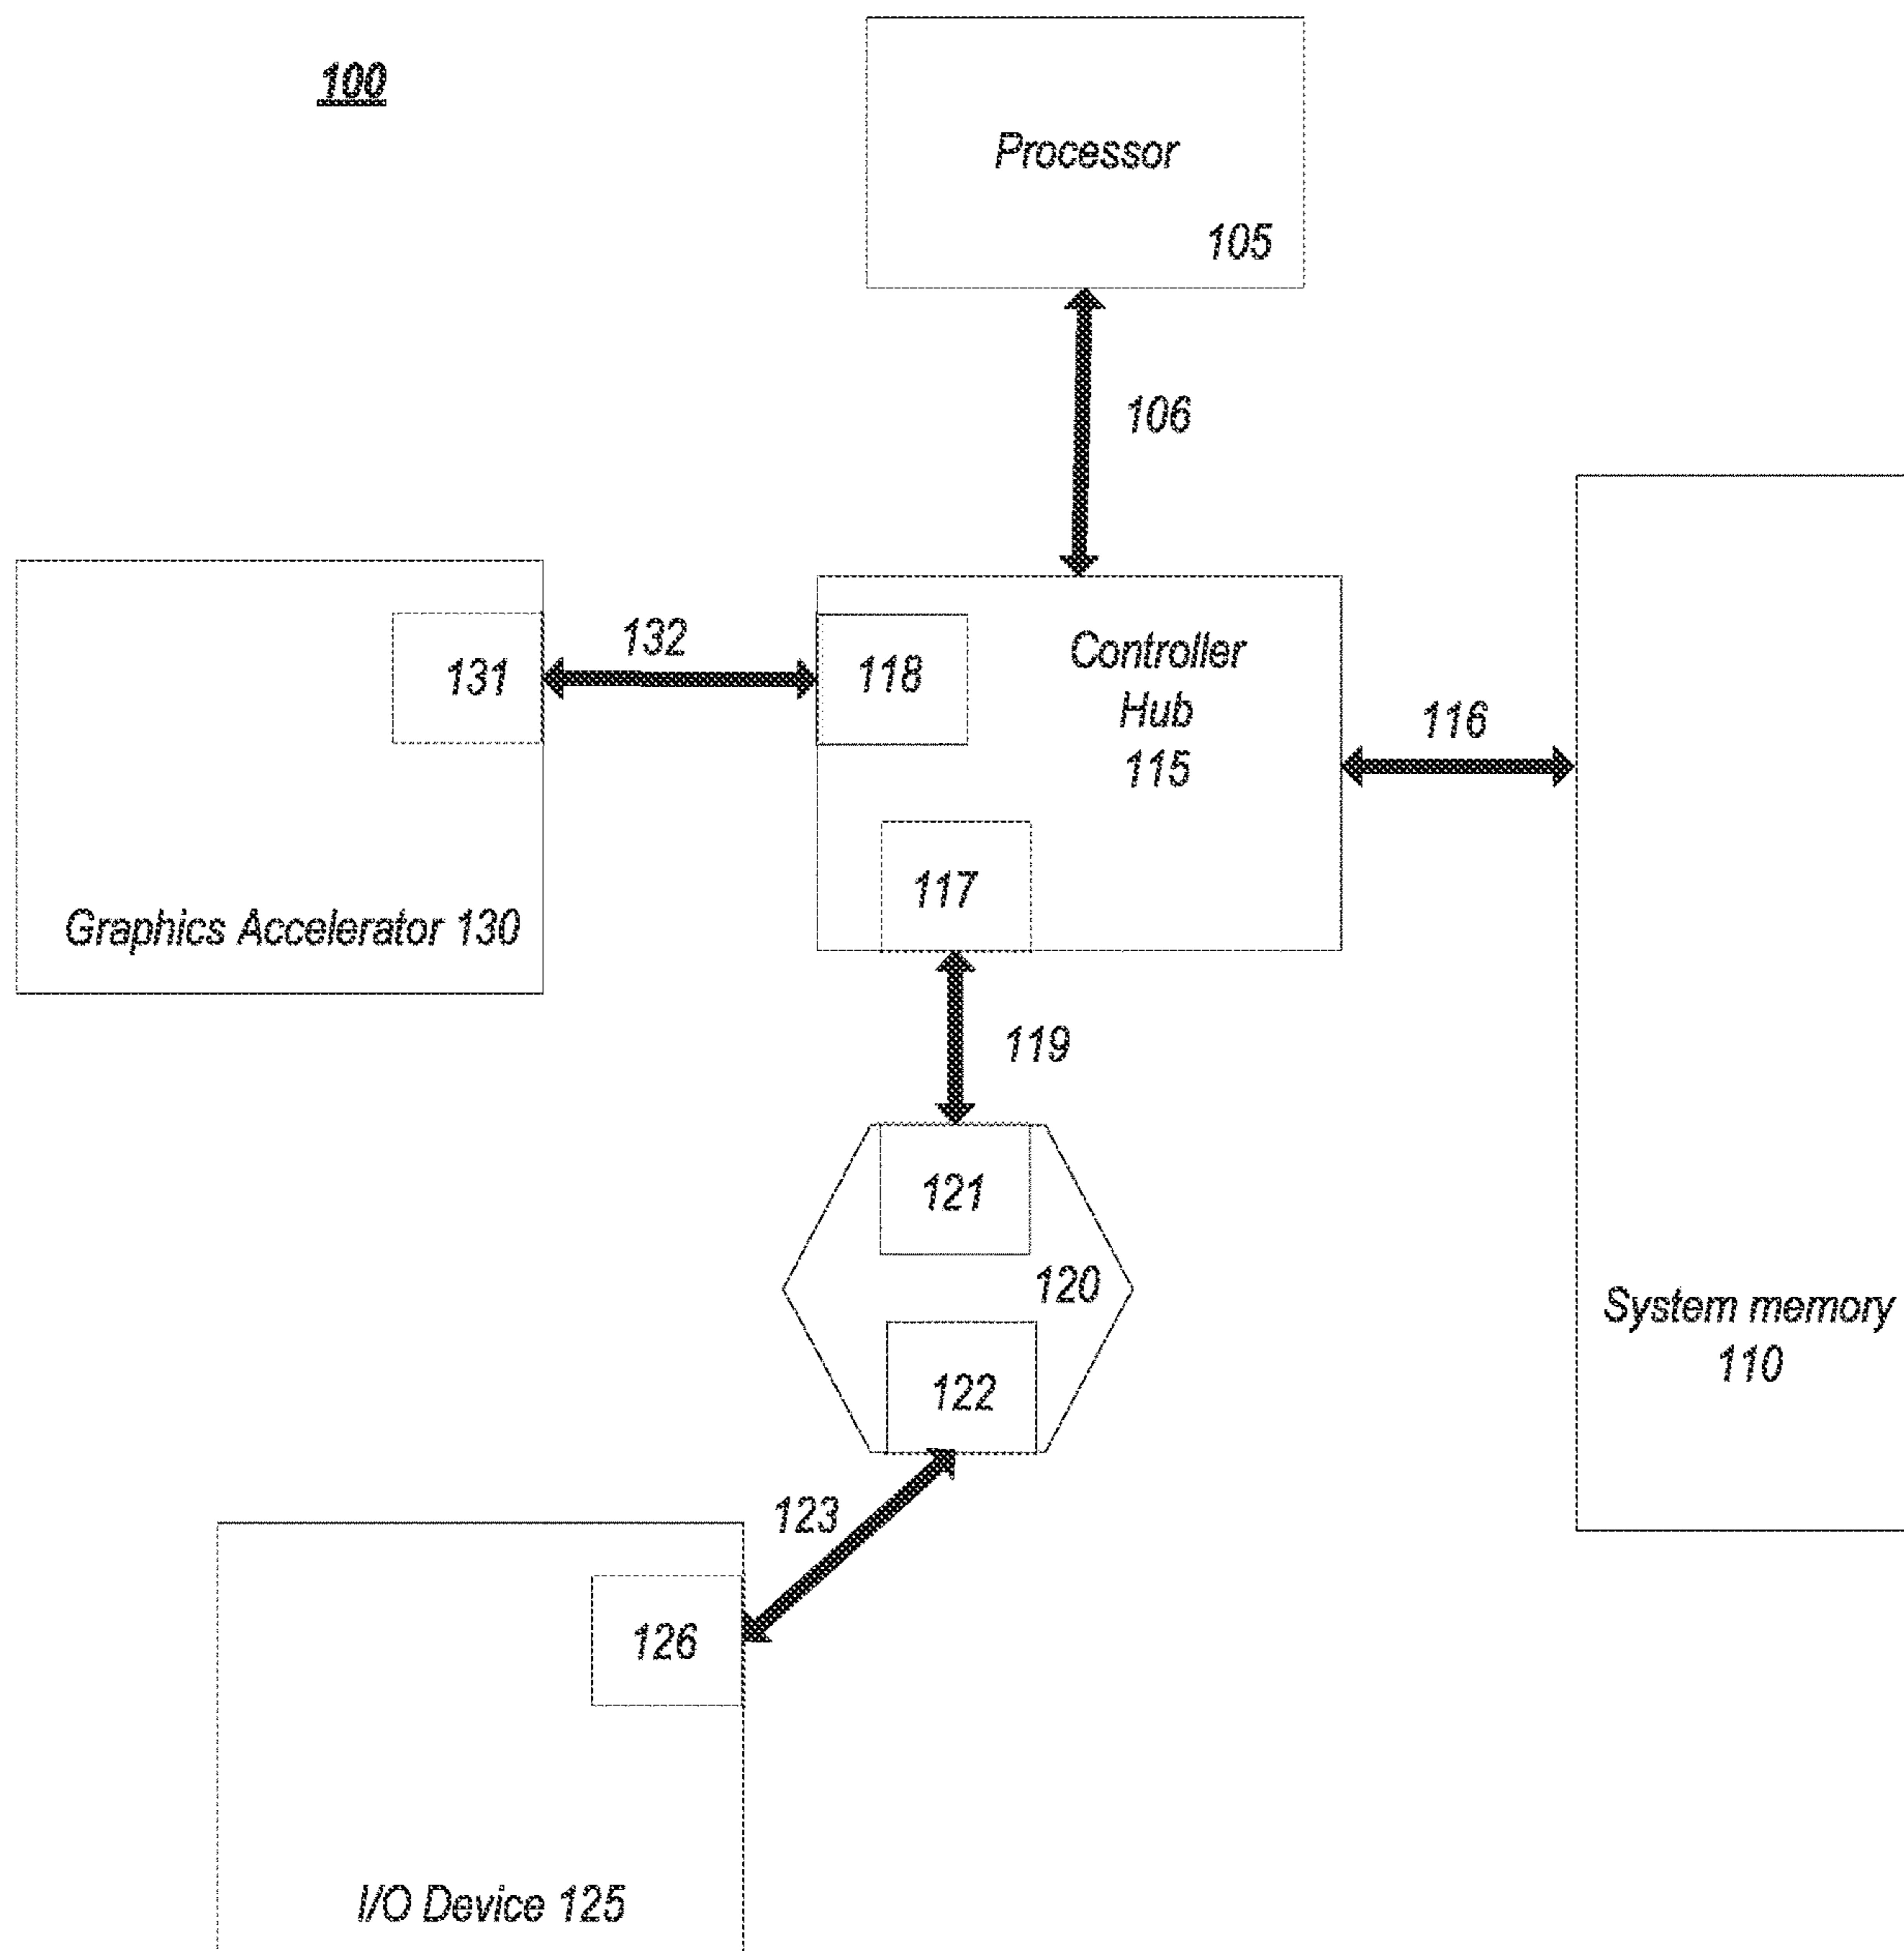 100
Processor
105
106
131
132
118
Controller
Hub
115
116
117
Graphics Accelerator 130
119
121
120
122
System memory
110
123
126
I/O Device 125